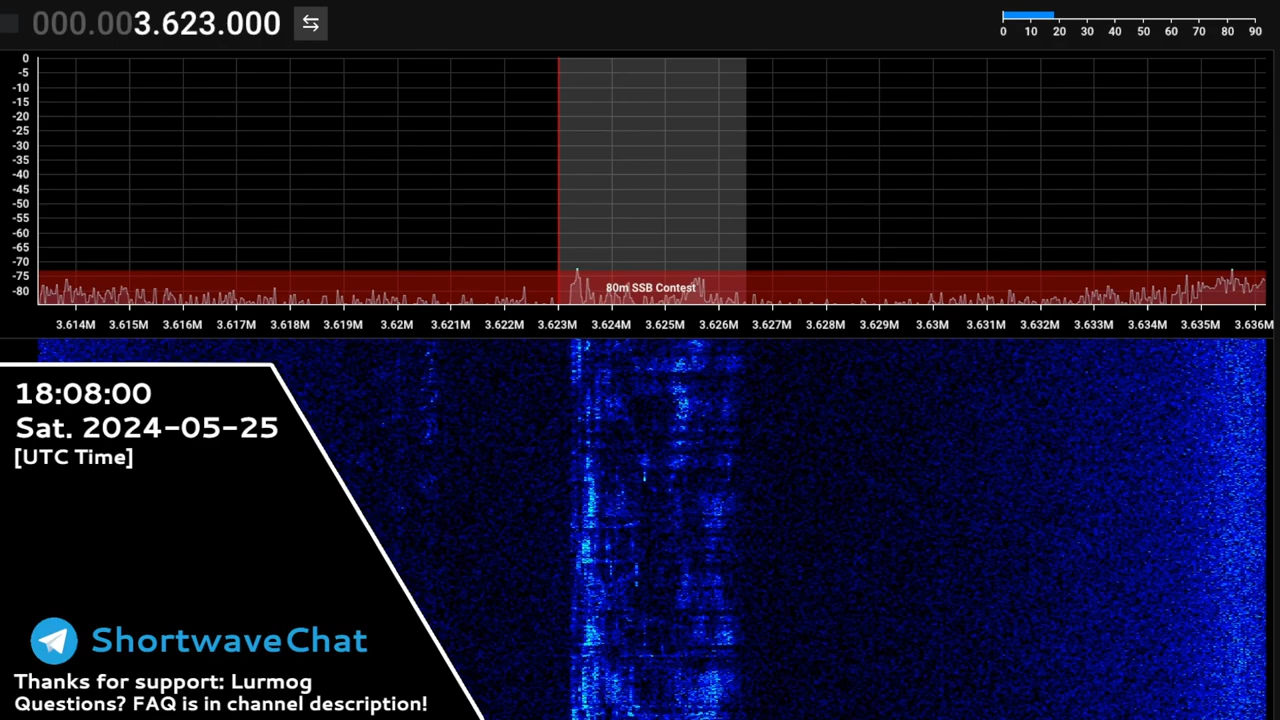 000.003.623.000
0 10 20 30 40 50 60 70 80 90
0
-5
-10
-15
-20
-25
-30
-35
-40
-45
-50
-55
-60
-65
-70
-75
-80
80m SSB Contest
3.614M 3.615M 3.616M 3.617M 3.618M 3.619M 3.62M 3.621M 3.622M 3.623M 3.624M 3.625M 3.626M 3.627M 3.628M 3.629M 3.63M 3.631M 3.632M 3.633M 3.634M 3.635M 3.636M
18:08:00
Sat. 2024-05-25
[UTC Time]
ShortwaveChat
Thanks for support: Lurmog
Questions? FAQ is in channel description!